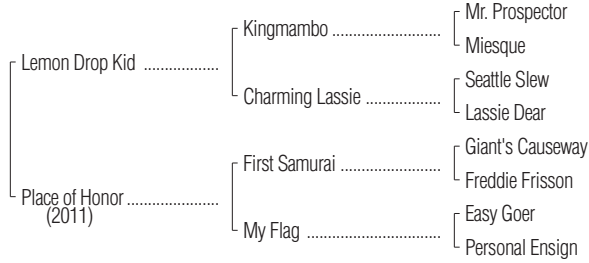 Mr. Prospector
Kingmambo ....................
Miesque
Lemon Drop Kid ..................
Seattle Slew
Charming Lassie ..................
Lassie Dear
Giant's Causeway
First Samurai ........................
Freddie Frisson
Place of Honor ......................
(2011)
Easy Goer
My Flag ................................
Personal Ensign